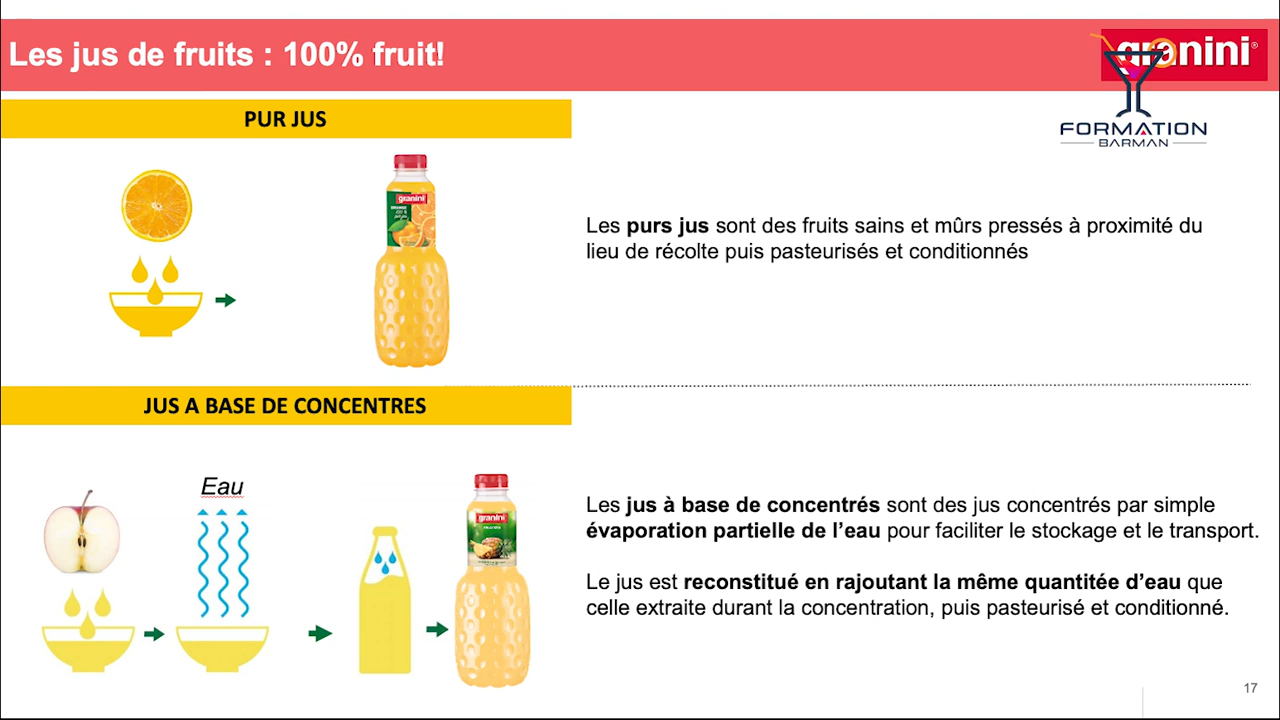 Les jus de fruits : 100% fruit!
granini
FORMATION
BARMAN
PUR JUS
granini
ORANGE
Les purs jus sont des fruits sains et mûrs pressés à proximité du
lieu de récolte puis pasteurisés et conditionnés
JUS A BASE DE CONCENTRES
Eau
granini
Les jus à base de concentrés sont des jus concentrés par simple
évaporation partielle de l'eau pour faciliter le stockage et le transport.
Le jus est reconstitué en rajoutant la même quantitée d'eau que
celle extraite durant la concentration, puis pasteurisé et conditionné.
17